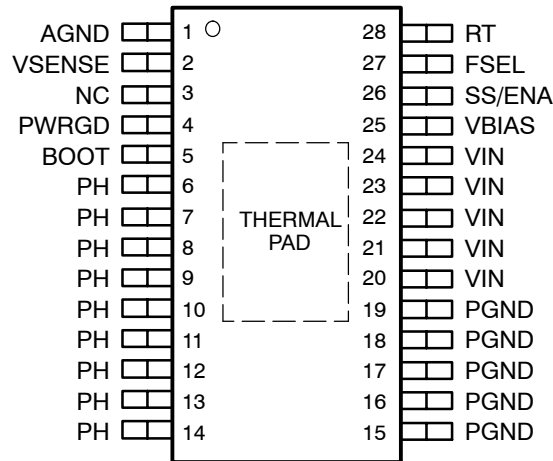 AGND 1 28 RT
VSENSE 2 27 FSEL
NC 3 26 SS/ENA
PWRGD 4 25 VBIAS
BOOT 5 24 VIN
PH 6 23 VIN
PH 7 22 VIN
PH 8 21 VIN
PH 9 20 VIN
PH 10 19 PGND
PH 11 18 PGND
PH 12 17 PGND
PH 13 16 PGND
PH 14 15 PGND
THERMAL
PAD